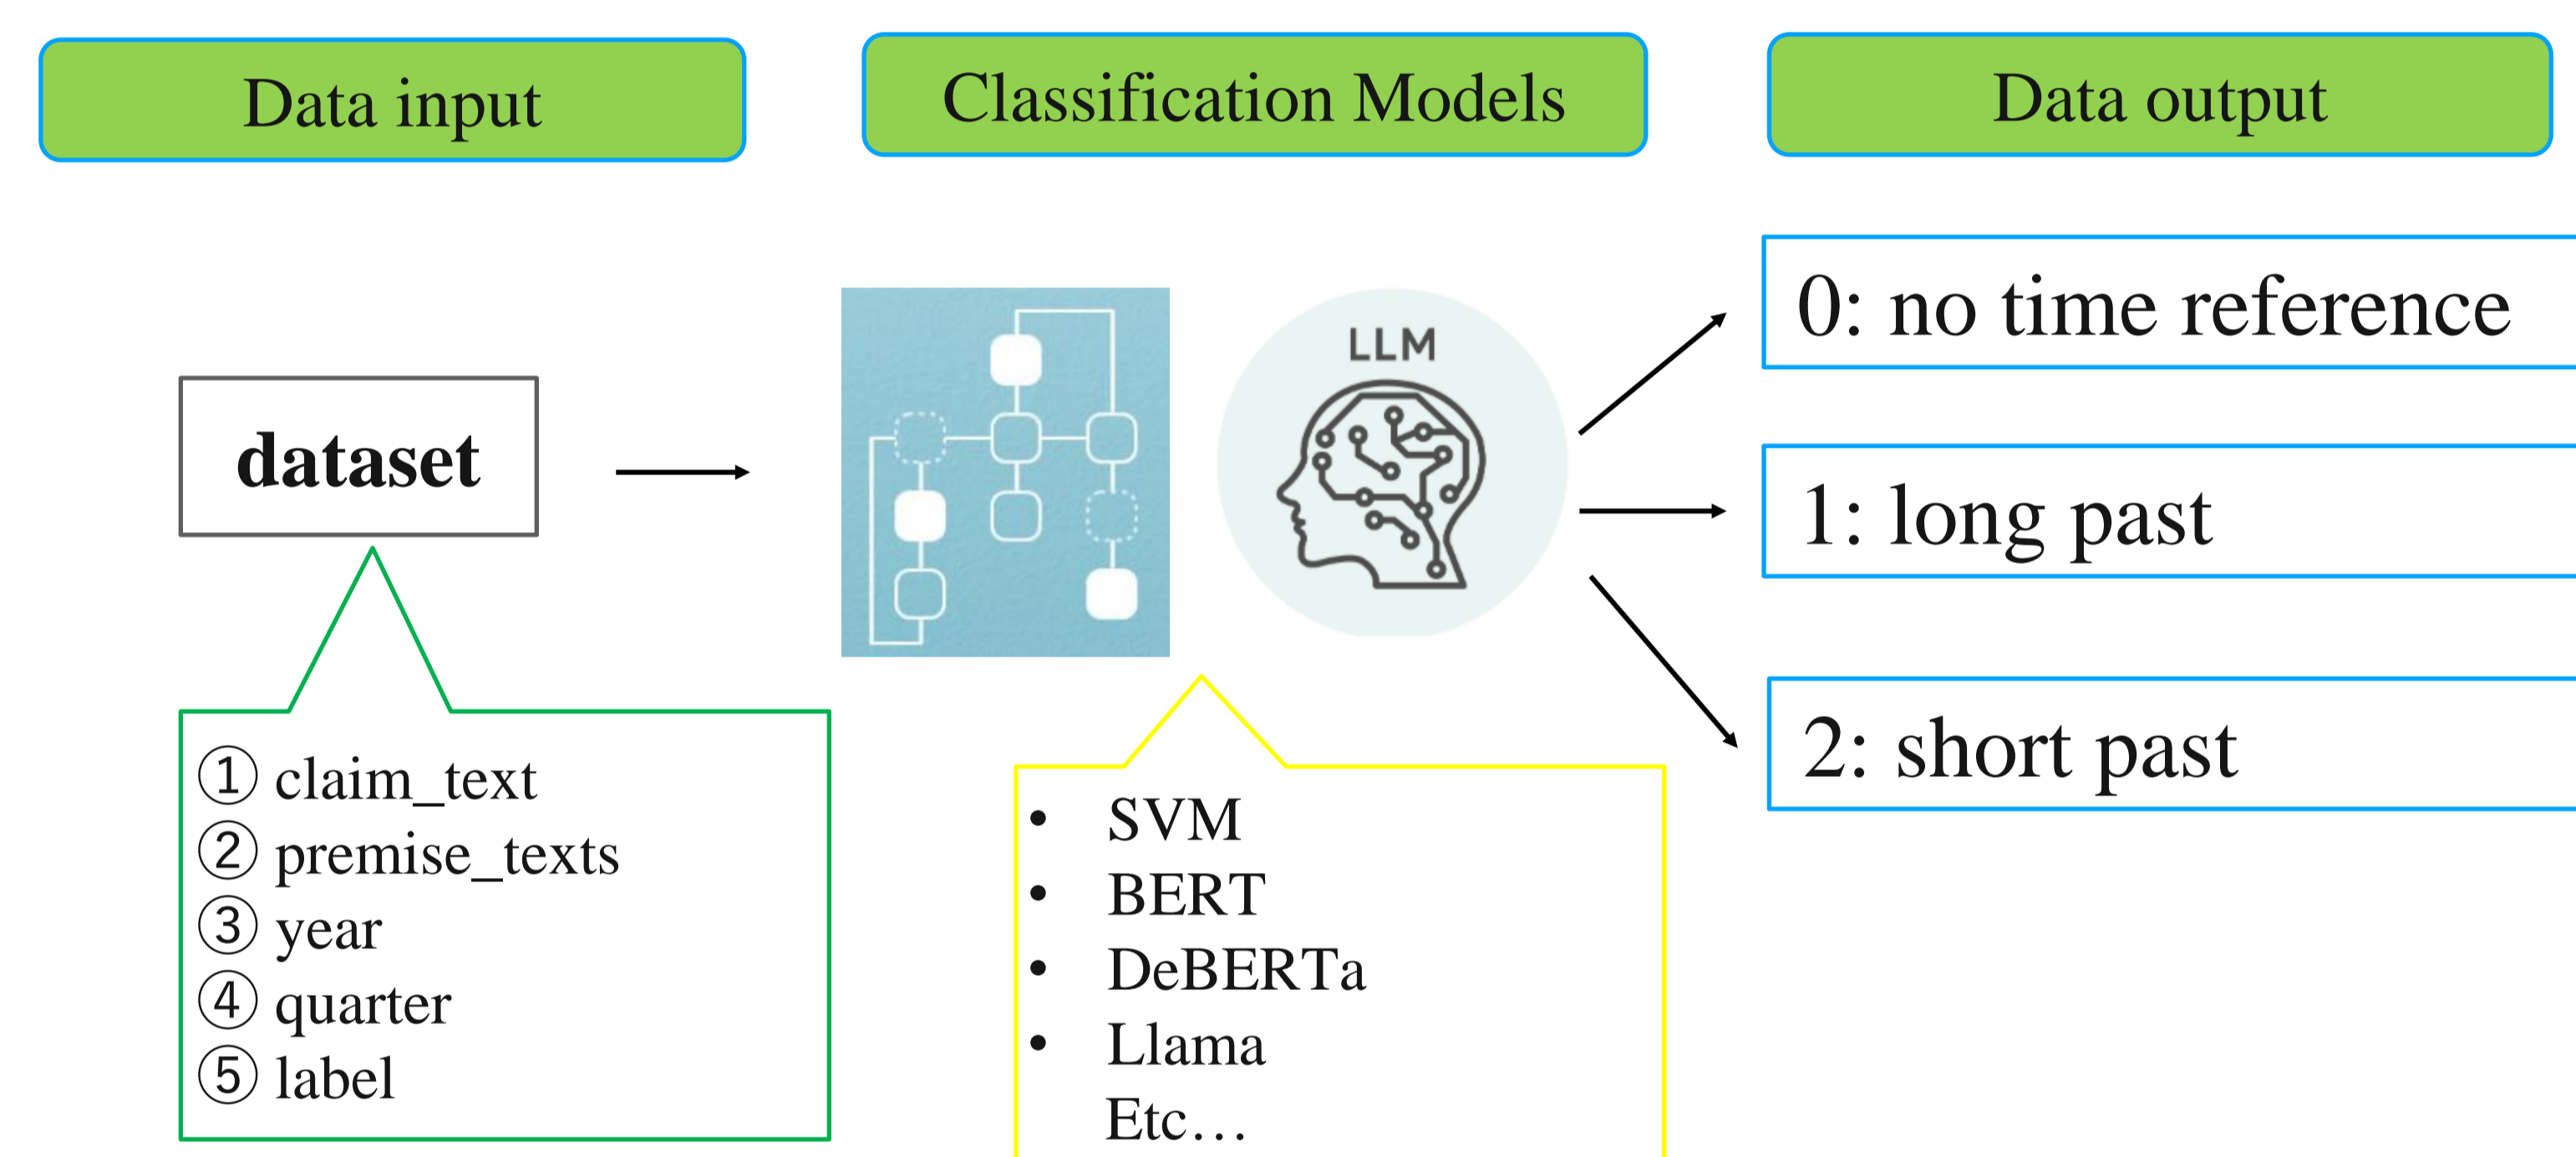 Data input
Classification Models
Data output
dataset
① claim_text
② premise_texts
③ year
④ quarter
⑤ label
LLM
• SVM
• BERT
• DeBERTa
• Llama
Etc…
0: no time reference
1: long past
2: short past